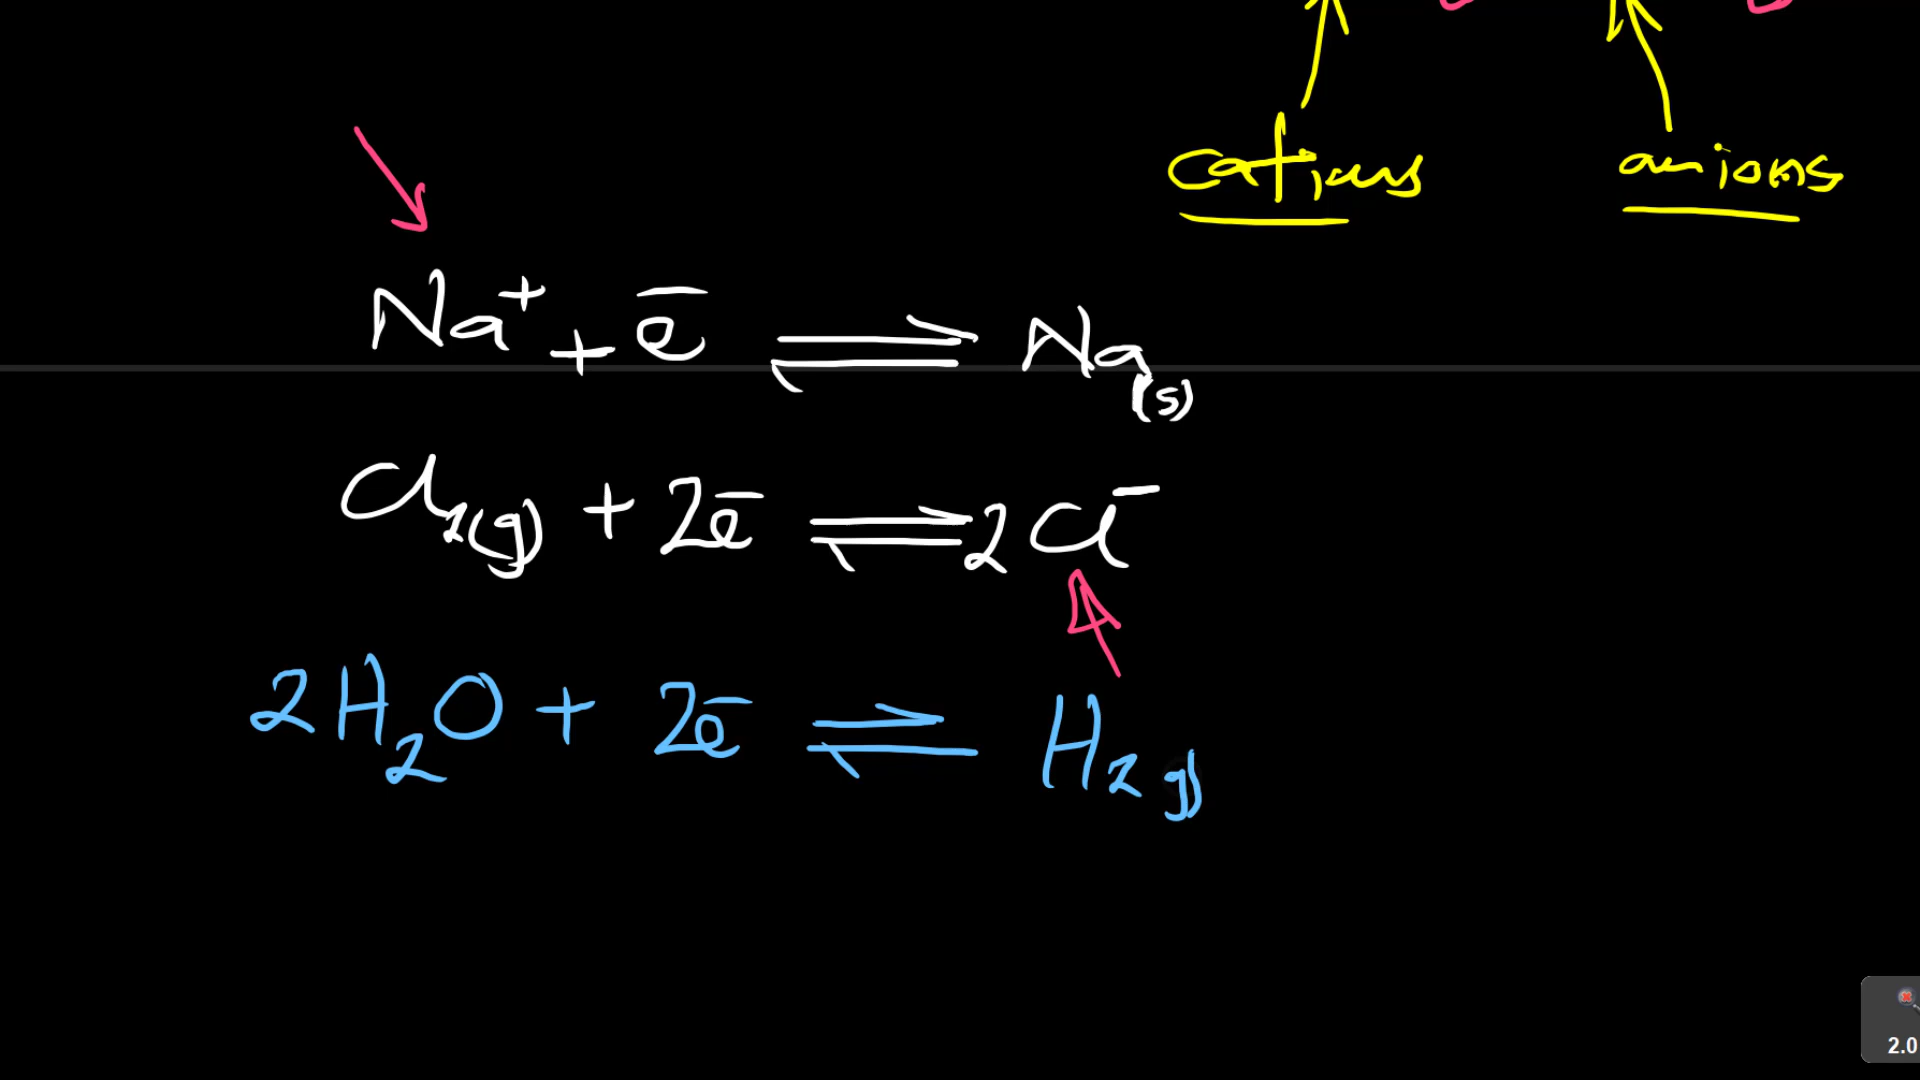 cations anions
Na⁺ + e̅ ⇌ Na(s)
Cl₂(g) + 2e̅ ⇌ 2Cl⁻
2H₂O + 2e̅ ⇌ H₂ g)
2.0